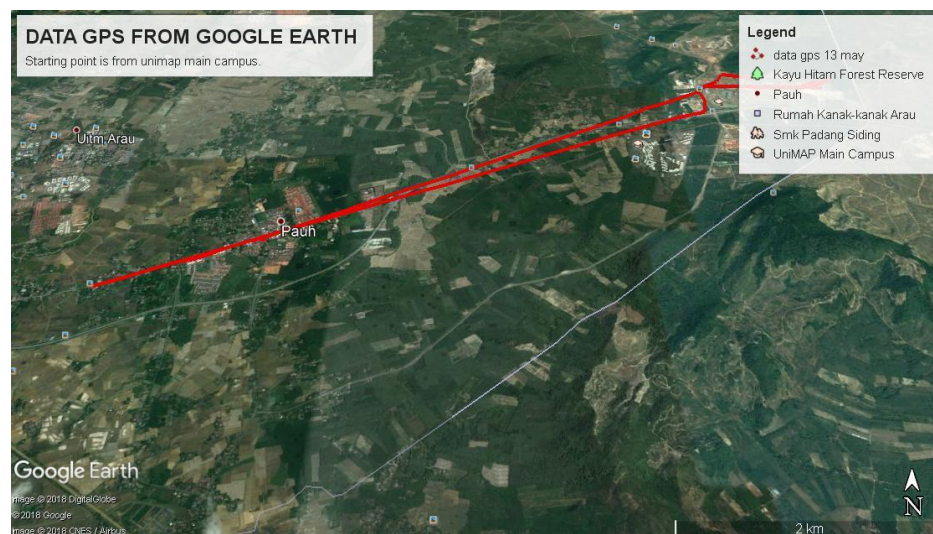 DATA GPS FROM GOOGLE EARTH
Starting point is from unimap main campus.
Legend
data gps 13 may
Kayu Hitam Forest Reserve
Pauh
Rumah Kanak-kanak Arau
Smk Padang Siding
UniMAP Main Campus
Uitm Arau
Pauh
Google Earth
Image © 2018 DigitalGlobe
© 2018 Google
Image © 2018 CNES / Airbus
N
2 km